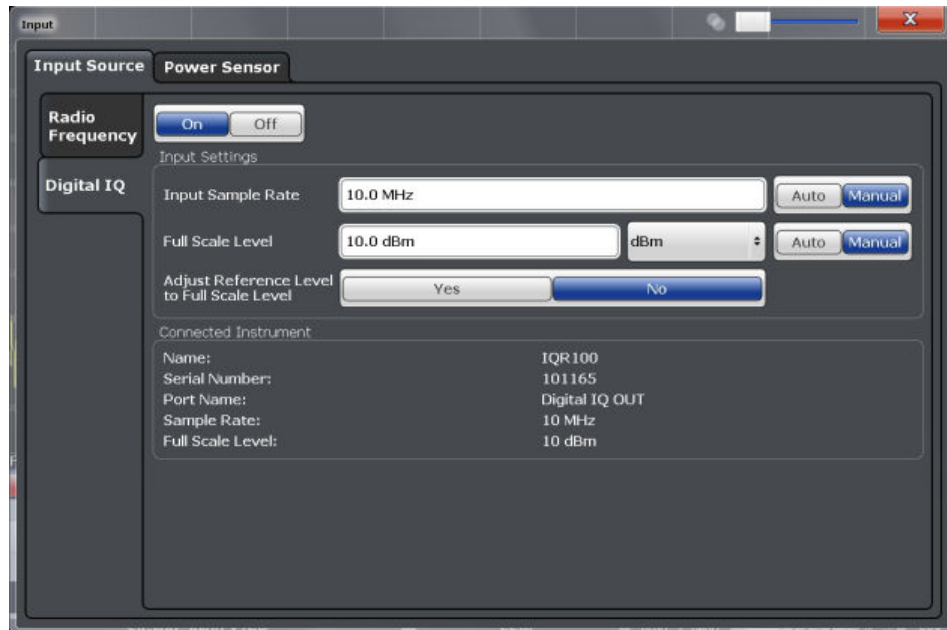 Input
X
Input Source Power Sensor
Radio
Frequency
On Off
Input Settings
Digital IQ
Input Sample Rate 10.0 MHz Auto Manual
Full Scale Level 10.0 dBm dBm Auto Manual
Adjust Reference Level
to Full Scale Level
Yes No
Connected Instrument
Name: IQR100
Serial Number: 101165
Port Name: Digital IQ OUT
Sample Rate: 10 MHz
Full Scale Level: 10 dBm